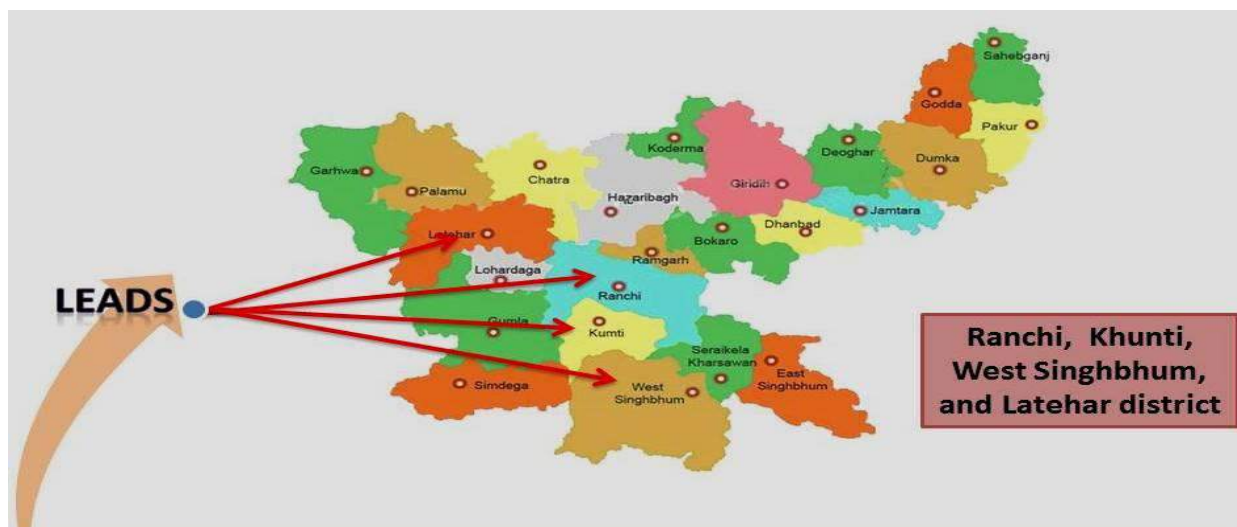 Sahebganj
Godda
Pakur
Koderma
Deoghar
Dumka
Garhwa
Palamu
Chatra
Giridih
Hazaribagh
Jamtara
Latehar
Dhanbad
Bokaro
Ramgarh
Lohardaga
LEADS
Ranchi
Gumla
Kumti
Seraikela
Kharsawan
Simdega
West
Singhbhum
East
Singhbhum
Ranchi, Khunti,
West Singhbhum,
and Latehar district